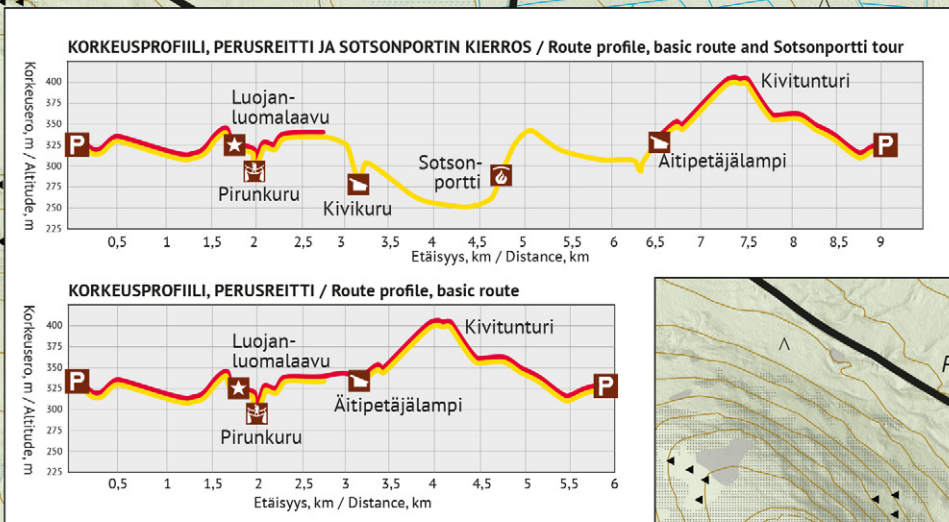 KORKEUSPROFIILI, PERUSREITTI JA SOTSONPORTIN KIERROS / Route profile, basic route and Sotsonportti tour
Korkeusero, m / Altitude, m
400
375
350
325
300
275
250
225
P
Luojan-
luomalaavu
Pirunkuru
Kivikuru
Sotson-
portti
Äitipetäjälampi
Kivitunturi
P
0,5 1 1,5 2 2,5 3 3,5 4 4,5 5 5,5 6 6,5 7 7,5 8 8,5 9
Etäisyys, km / Distance, km
KORKEUSPROFIILI, PERUSREITTI / Route profile, basic route
Korkeusero, m / Altitude, m
400
375
350
325
300
275
250
225
P
Luojan-
luomalaavu
Pirunkuru
Äitipetäjälampi
Kivitunturi
P
0,5 1 1,5 2 2,5 3 3,5 4 4,5 5 5,5 6
Etäisyys, km / Distance, km